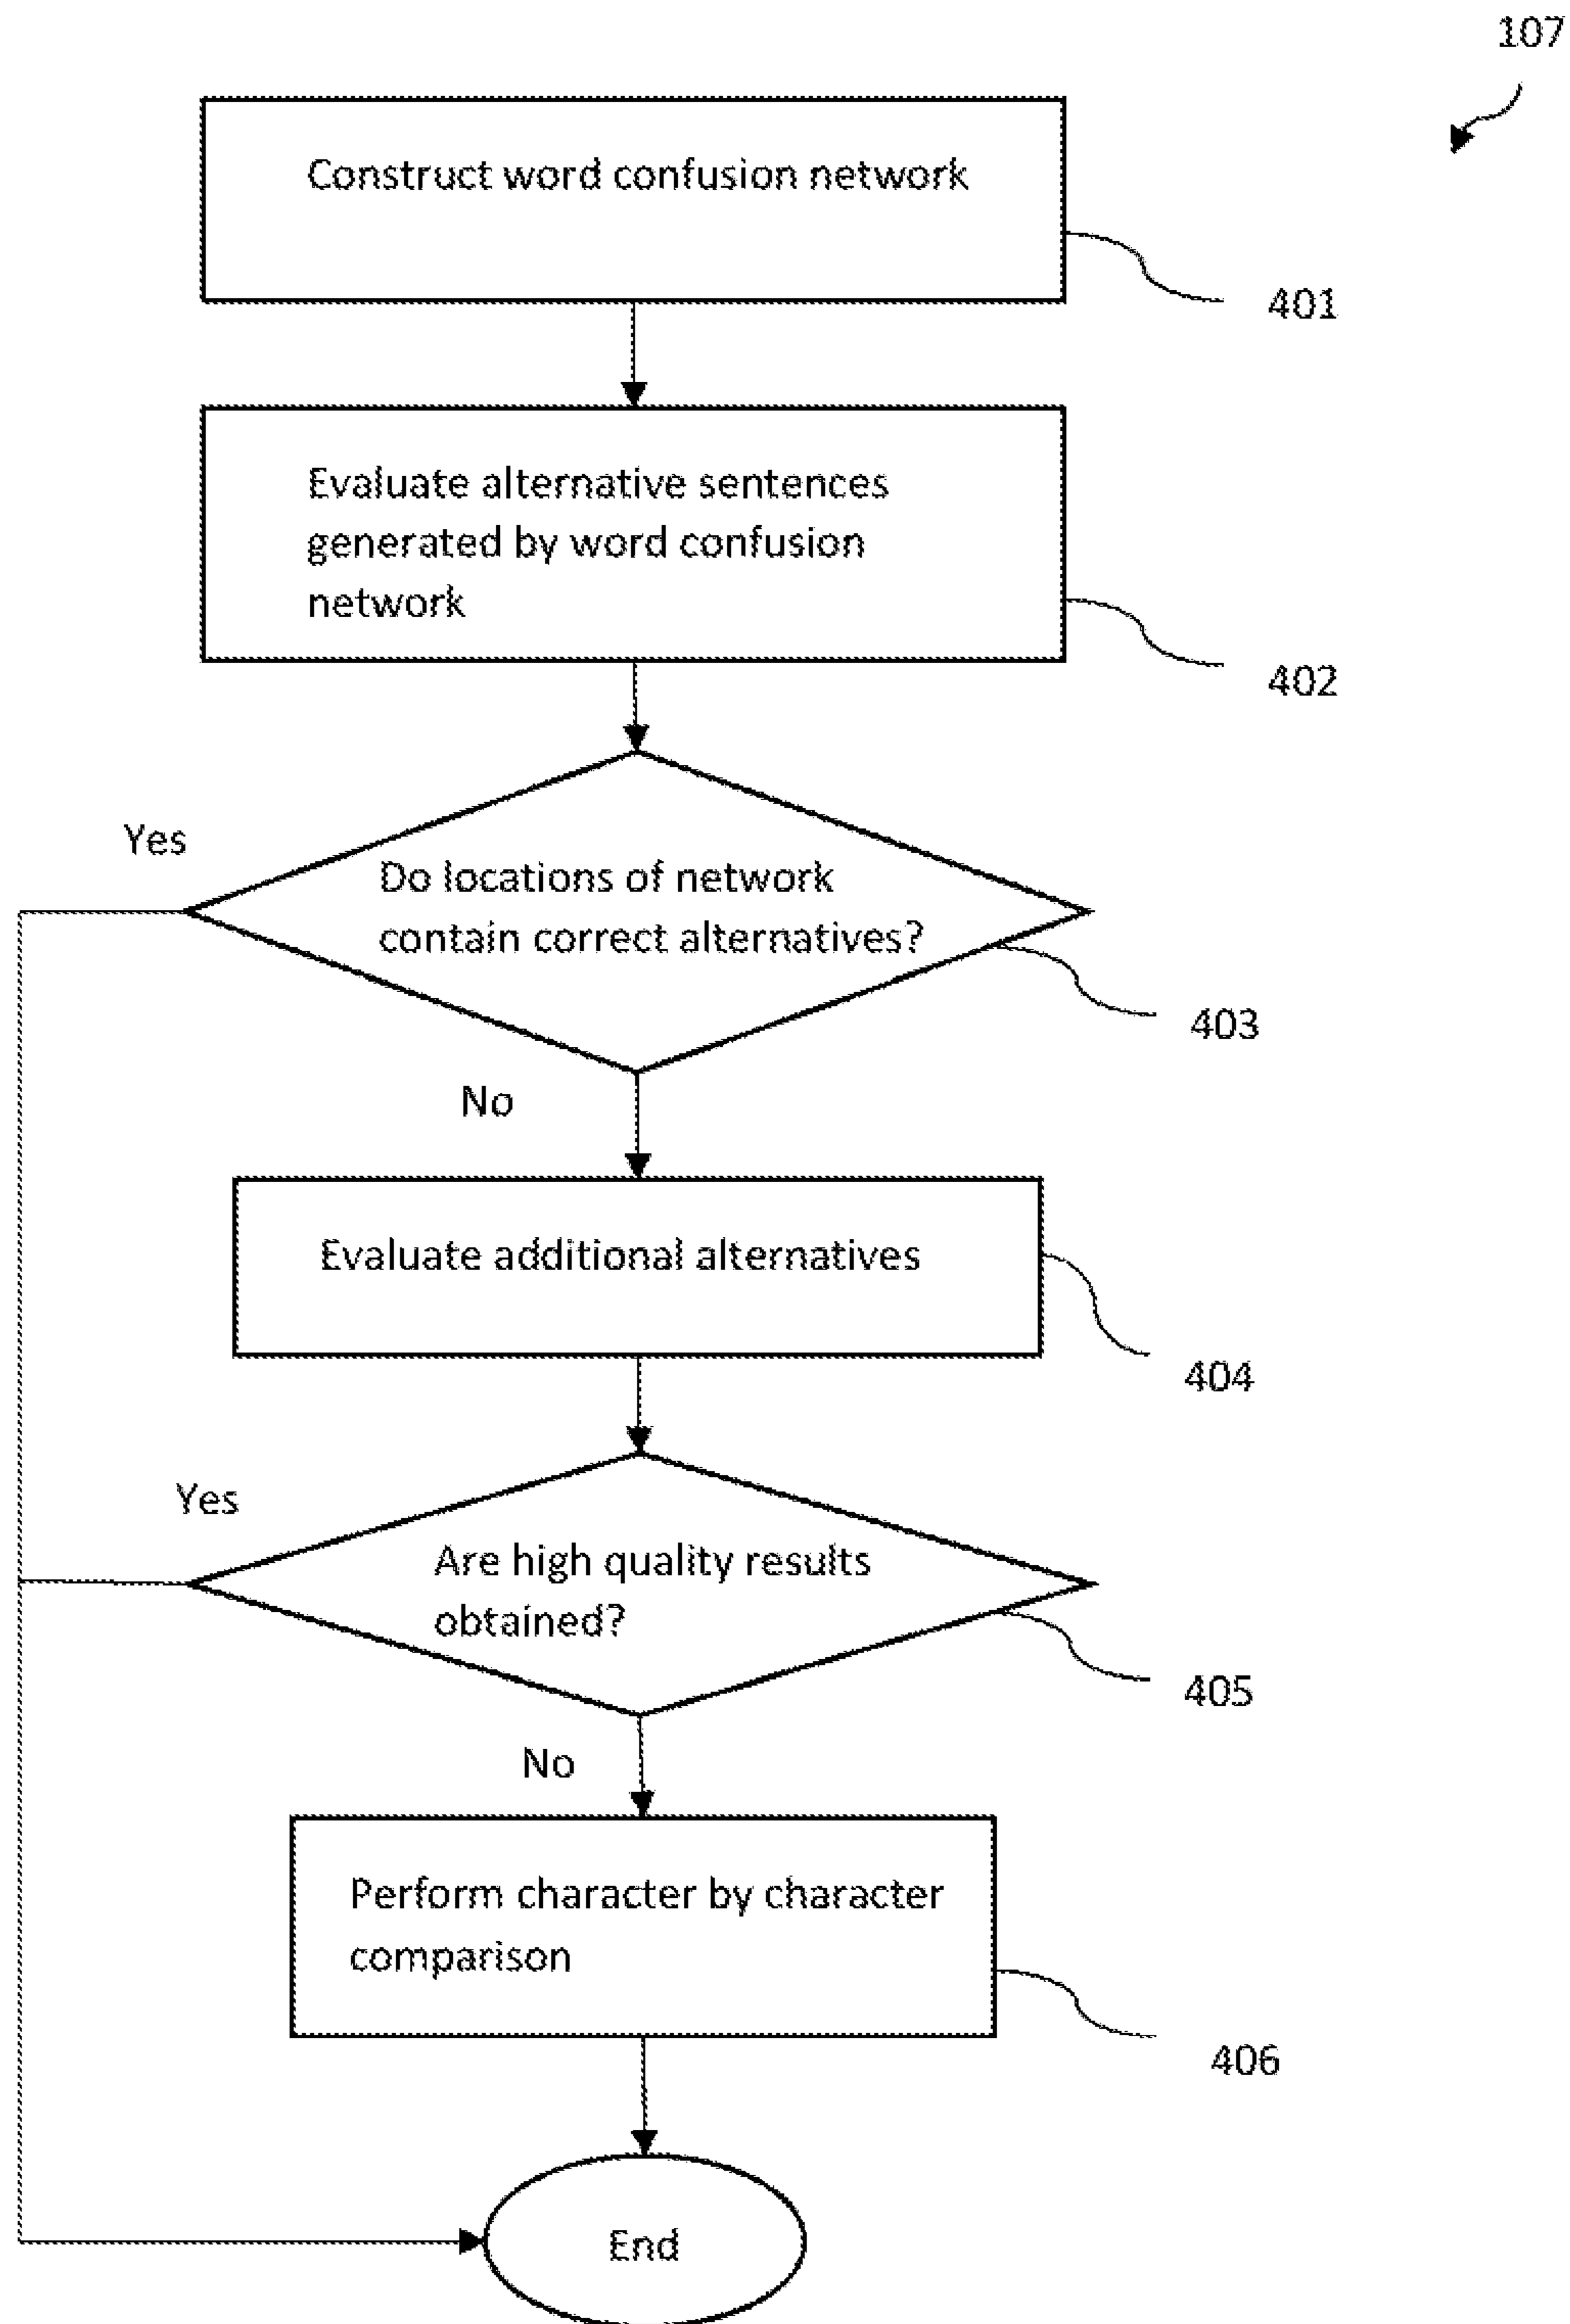 107
Construct word confusion network
401
Evaluate alternative sentences
generated by word confusion
network
402
Yes
Do locations of network
contain correct alternatives?
403
No
Evaluate additional alternatives
404
Yes
Are high quality results
obtained?
405
No
Perform character by character
comparison
406
End